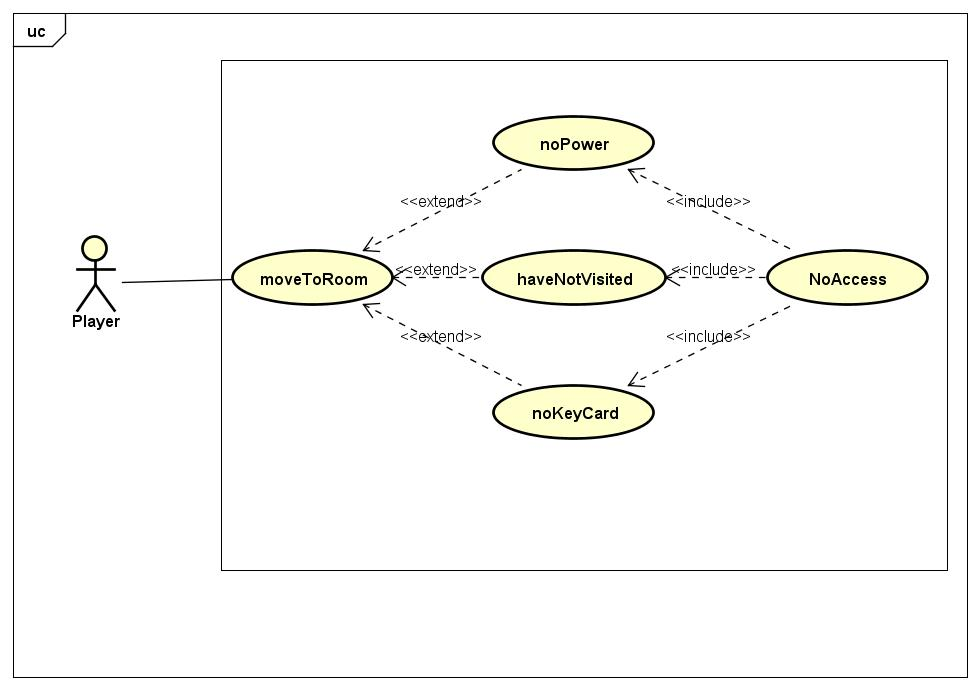 uc
noPower
<<extend>>
<<include>>
<<extend>>
<<include>>
moveToRoom
haveNotVisited
NoAccess
Player
<<extend>>
<<include>>
noKeyCard